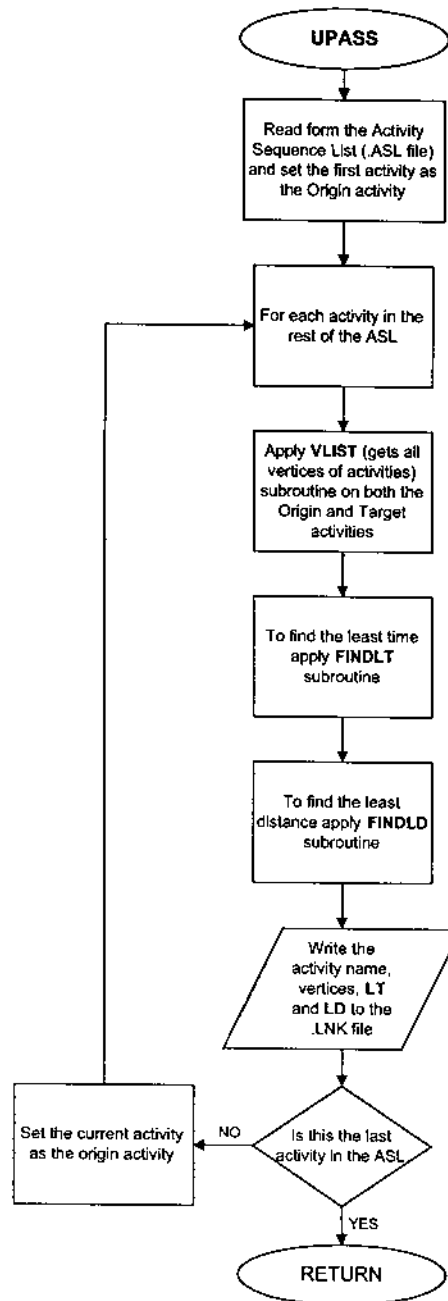 UPASS
Read form the Activity
Sequence List (.ASL file)
and set the first activity as
the Origin activity
For each activity in the
rest of the ASL
Apply VLIST (gets all
vertices of activities)
subroutine on both the
Origin and Target
activities
To find the least time
apply FINDLT
subroutine
To find the least
distance apply FINDLD
subroutine
Write the
activity name,
vertices, LT
and LD to the
.LNK file
Set the current activity
as the origin activity
NO
Is this the last
activity in the ASL
YES
RETURN